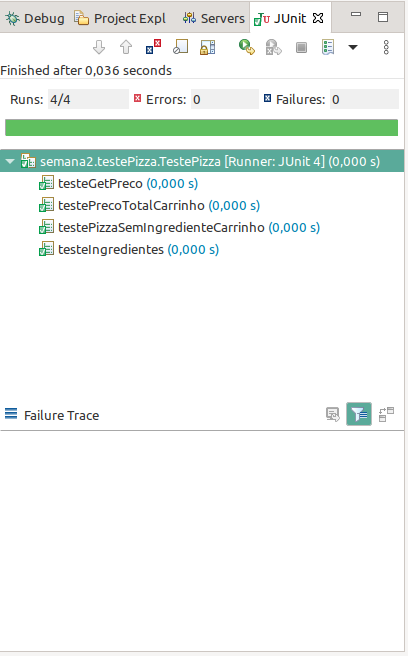 Debug Project Expl Servers JUnit
Finished after 0,036 seconds
Runs: 4/4 Errors: 0 Failures: 0
semana2.testePizza.TestePizza [Runner: JUnit 4] (0,000 s)
testeGetPreco (0,000 s)
testePrecoTotalCarrinho (0,000 s)
testePizzaSemIngredienteCarrinho (0,000 s)
testeIngredientes (0,000 s)
Failure Trace